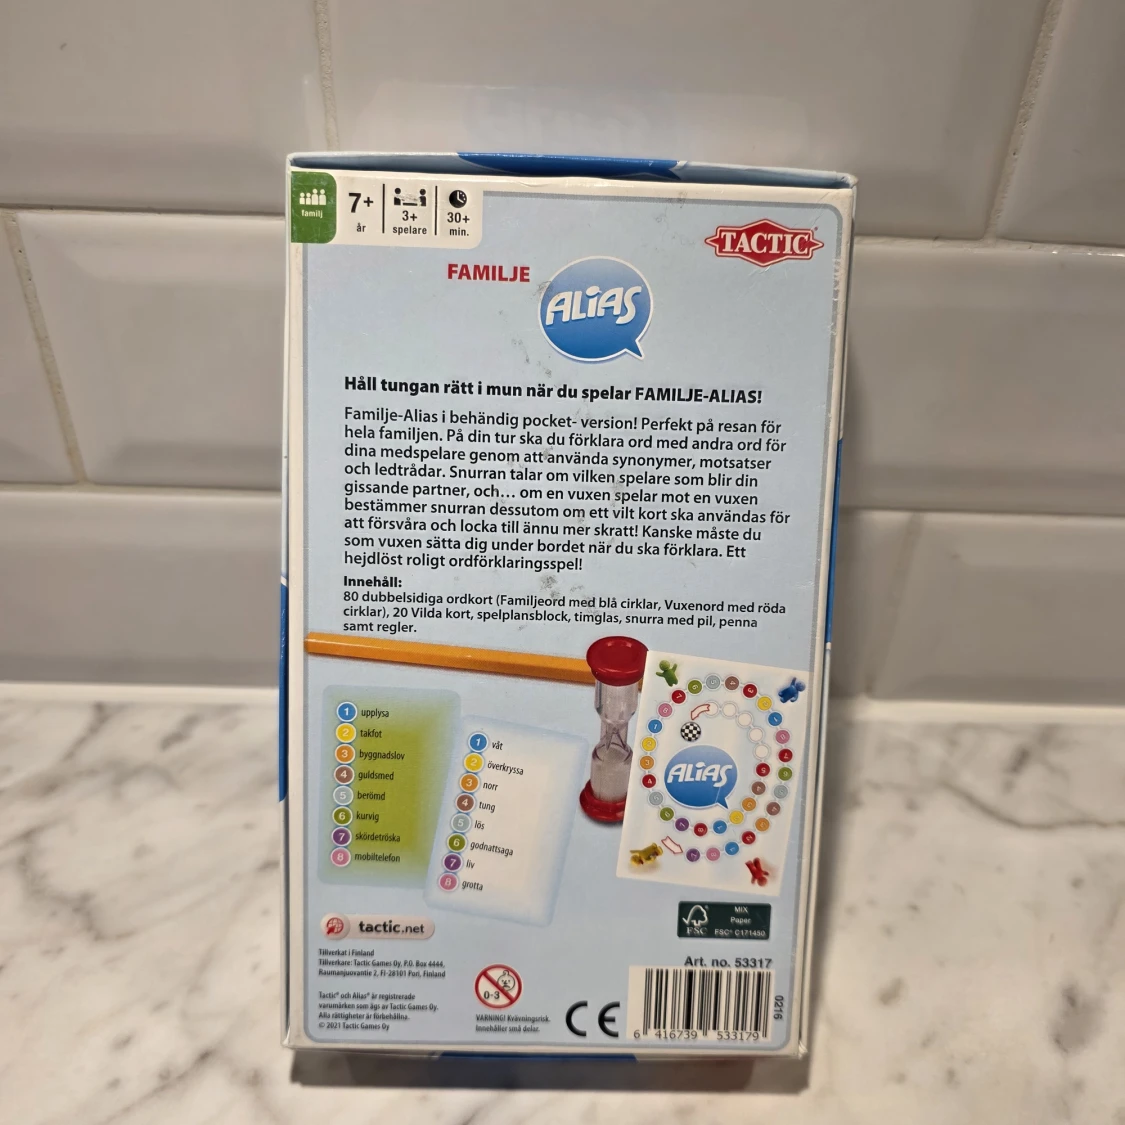 familj
7+
år
3+
spelare
30+
min.
TACTIC
FAMILJE
ALiAS
Håll tungan rätt i mun när du spelar FAMILJE-ALIAS!
Familje-Alias i behändig pocket- version! Perfekt på resan för
hela familjen. På din tur ska du förklara ord med andra ord för
dina medspelare genom att använda synonymer, motsatser
och ledtrådar. Snurran talar om vilken spelare som blir din
gissande partner, och... om en vuxen spelar mot en vuxen
bestämmer snurran dessutom om ett vilt kort ska användas för
att försvåra och locka till ännu mer skratt! Kanske måste du
som vuxen sätta dig under bordet när du ska förklara. Ett
hejdlöst roligt ordförklaringsspel!
Innehåll:
80 dubbelsidiga ordkort (Familjeord med blå cirklar, Vuxenord med röda
cirklar), 20 Vilda kort, spelplansblock, timglas, snurra med pil, penna
samt regler.
1 upplysa
2 takfot
3 byggnadslov
4 guldsmed
5 berömd
6 kurvig
7 skördetröska
8 mobiltelefon
1 våt
2 överkryssa
3 norr
4 tung
5 lös
6 godnattsaga
7 liv
8 grotta
ALiAS
tactic.net
Tillverkat i Finland
Tillverkare: Tactic Games Oy, P.O. Box 4444,
Raumanjuovantie 2, FI-28101 Pori, Finland
Tactic® och Alias® är registrerade
varumärken som ägs av Tactic Games Oy.
Alla rättigheter är förbehållna.
© 2021 Tactic Games Oy
0-3
VARNING! Kvävningsrisk.
Innehåller små delar.
CE
FSC
MIX
Paper
FSC® C171450
Art. no. 53317
6 416739 533179
0216